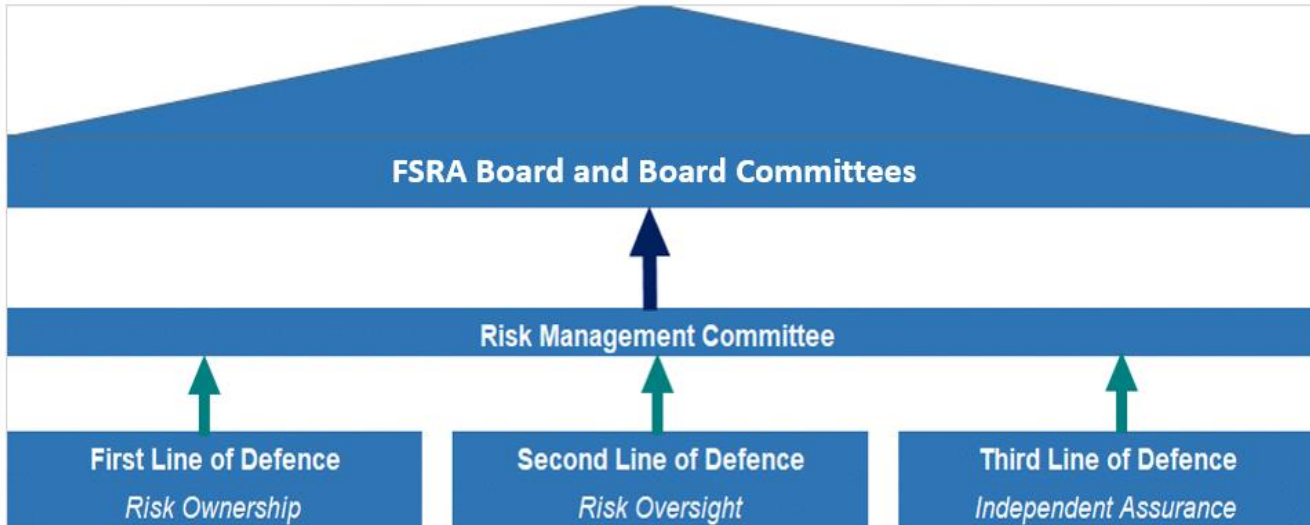 FSRA Board and Board Committees
Risk Management Committee
First Line of Defence
Risk Ownership
Second Line of Defence
Risk Oversight
Third Line of Defence
Independent Assurance